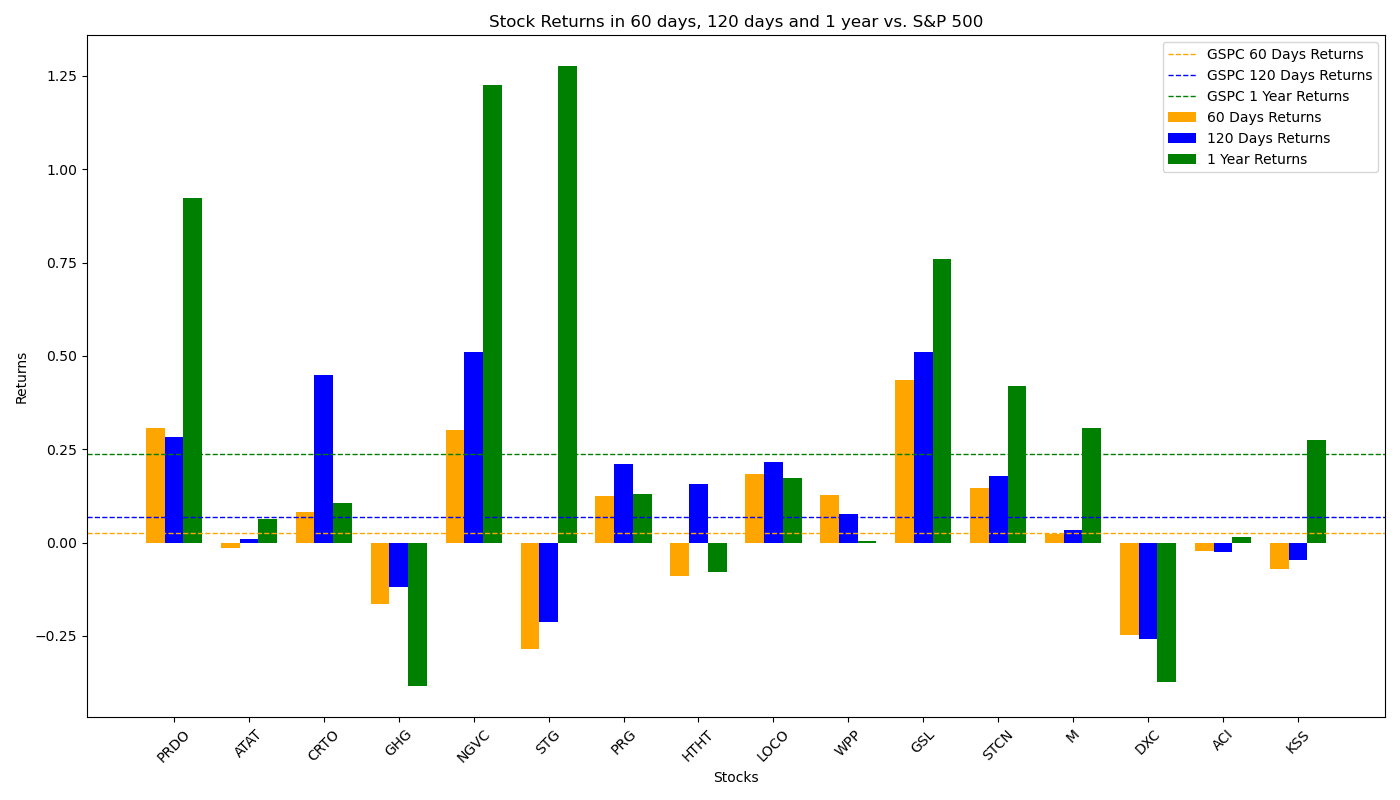 Stock Returns in 60 days, 120 days and 1 year vs. S&P 500
GSPC 60 Days Returns
GSPC 120 Days Returns
GSPC 1 Year Returns
60 Days Returns
120 Days Returns
1 Year Returns
1.25
1.00
0.75
0.50
0.25
0.00
−0.25
Returns
PRDO
ATAT
CRTO
GHG
NGVC
STG
PRG
HTHT
LOCO
WPP
GSL
STCN
M
DXC
ACI
KSS
Stocks